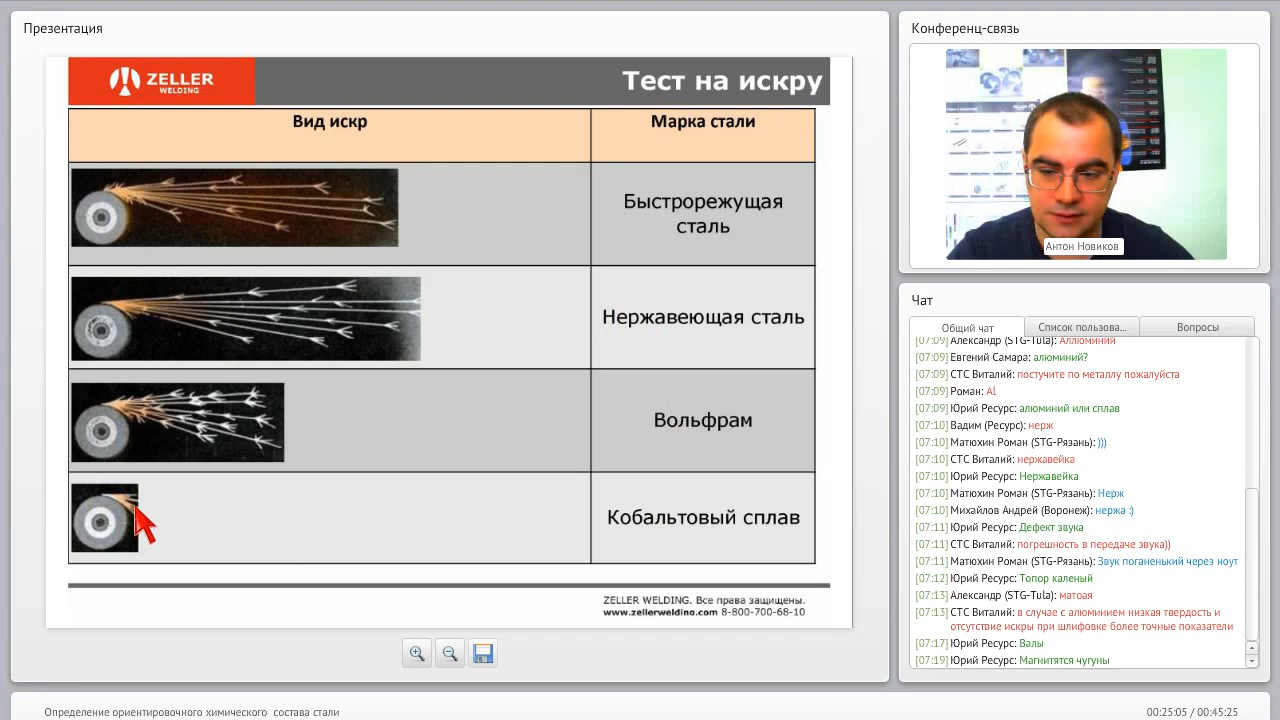 Презентация
ZELLER
WELDING
Тест на искру
Вид искр
Марка стали
Быстрорежущая
сталь
Нержавеющая сталь
Вольфрам
Кобальтовый сплав
ZELLER WELDING. Все права защищены.
www.zellerwelding.com 8-800-700-68-10
Определение ориентировочного химического состава стали
Конференц-связь
Антон Новиков
Чат
Общий чат
Список пользова...
Вопросы
[07:09] Александр (STG-Tula): Аллюминий
[07:09] Евгений Самара: алюминий?
[07:09] СТС Виталий: постучите по металлу пожалуйста
[07:09] Роман: Al
[07:09] Юрий Ресурс: алюминий или сплав
[07:10] Вадим (Ресурс): нерж
[07:10] Матюхин Роман (STG-Рязань): )))
[07:10] СТС Виталий: нержавейка
[07:10] Юрий Ресурс: Нержавейка
[07:10] Матюхин Роман (STG-Рязань): Нерж
[07:10] Михайлов Андрей (Воронеж): нержа :)
[07:11] Юрий Ресурс: Дефект звука
[07:11] СТС Виталий: погрешность в передаче звука))
[07:11] Матюхин Роман (STG-Рязань): Звук поганенький через ноут
[07:12] Юрий Ресурс: Топор каленый
[07:13] Александр (STG-Tula): матоая
[07:13] СТС Виталий: в случае с алюминием низкая твердость и
отсутствие искры при шлифовке более точные показатели
[07:17] Юрий Ресурс: Валы
[07:19] Юрий Ресурс: Магнитятся чугуны
00:25:05 / 00:45:25